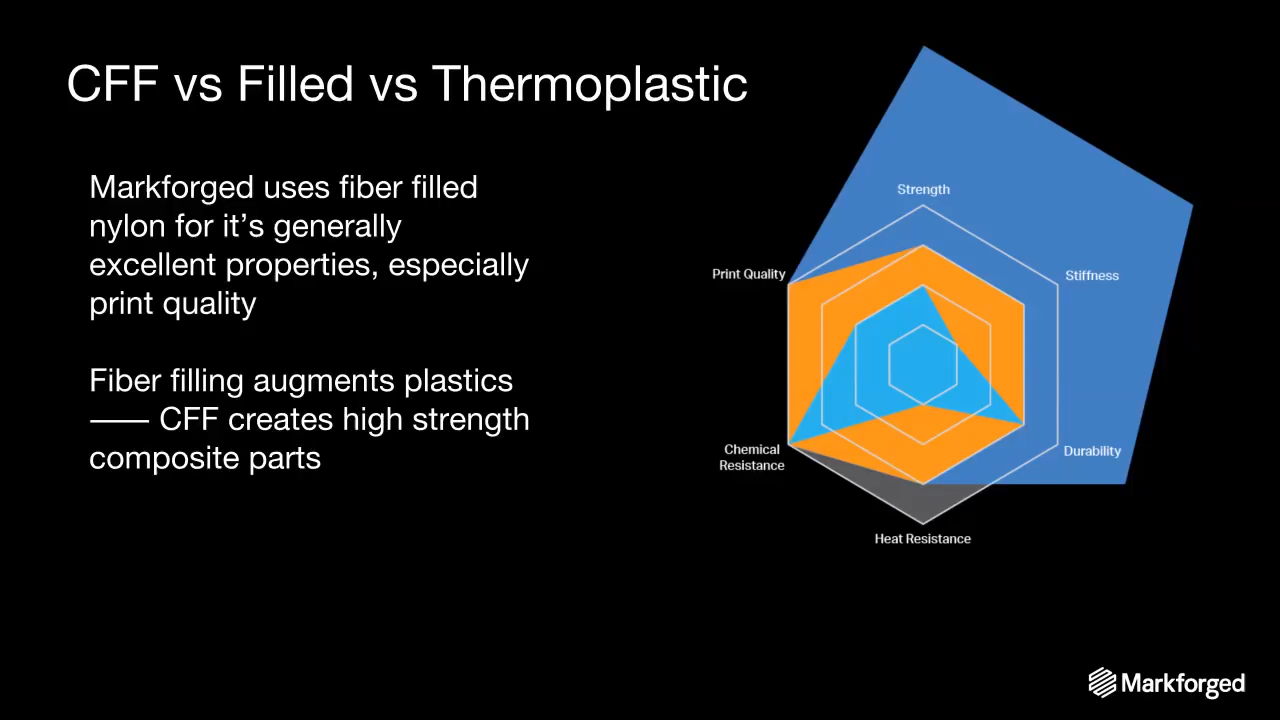 CFF vs Filled vs Thermoplastic
Markforged uses fiber filled
nylon for it’s generally
excellent properties, especially
print quality
Fiber filling augments plastics
—— CFF creates high strength
composite parts
Strength
Print Quality
Stiffness
Chemical
Resistance
Durability
Heat Resistance
Markforged